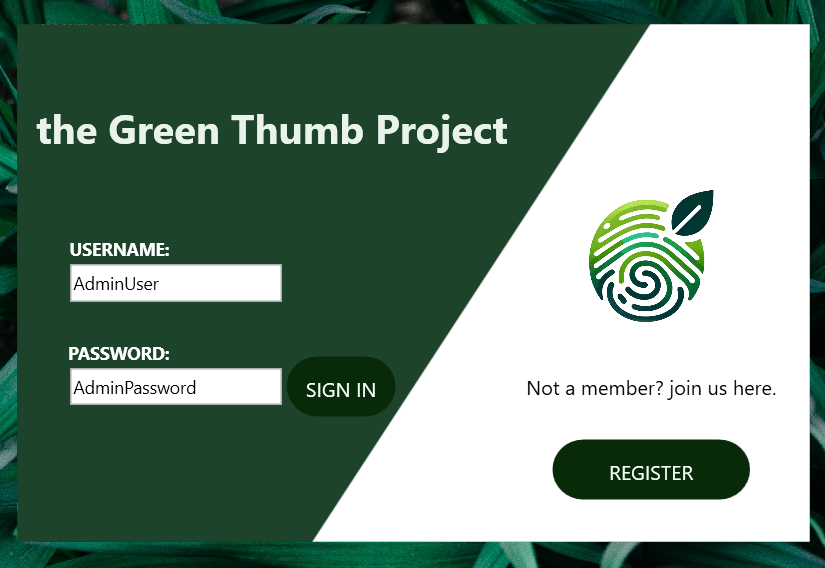 the Green Thumb Project
USERNAME:
AdminUser
PASSWORD:
AdminPassword
SIGN IN
Not a member? join us here.
REGISTER